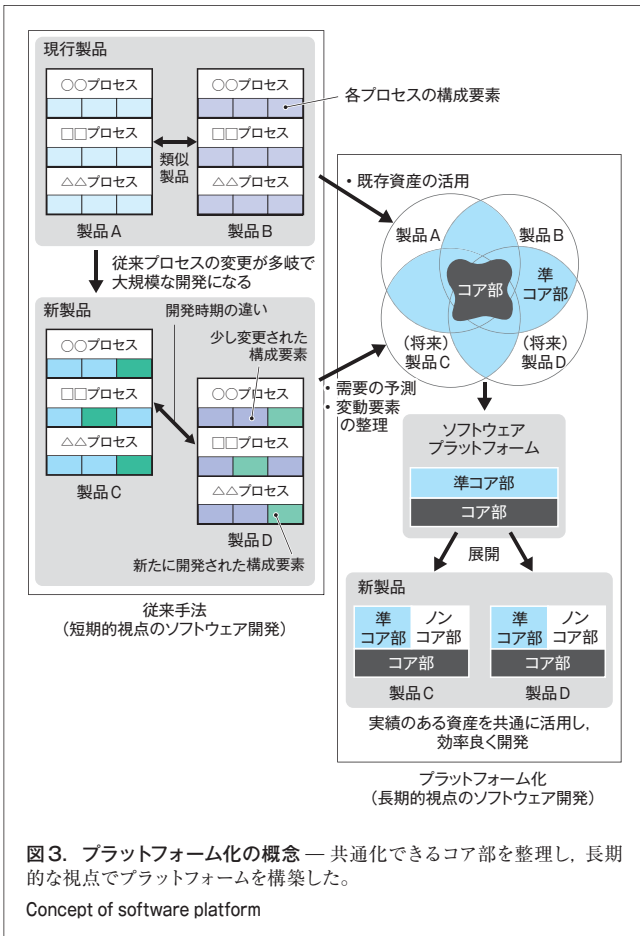 現行製品
○○プロセス
□□プロセス
△△プロセス
製品A
類似
製品
○○プロセス
□□プロセス
△△プロセス
製品B
各プロセスの構成要素
従来プロセスの変更が多岐で
大規模な開発になる
新製品
開発時期の違い
少し変更された
構成要素
○○プロセス
□□プロセス
△△プロセス
製品C
○○プロセス
□□プロセス
△△プロセス
製品D
新たに開発された構成要素
従来手法
(短期的視点のソフトウェア開発)
・既存資産の活用
製品A
製品B
コア部
準
コア部
(将来)
製品C
(将来)
製品D
・需要の予測
・変動要素
の整理
ソフトウェア
プラットフォーム
準コア部
コア部
展開
新製品
準
コア部
ノン
コア部
コア部
製品C
準
コア部
ノン
コア部
コア部
製品D
実績のある資産を共通に活用し,
効率良く開発
プラットフォーム化
(長期的視点のソフトウェア開発)
図3. プラットフォーム化の概念 — 共通化できるコア部を整理し, 長期
的な視点でプラットフォームを構築した。
Concept of software platform